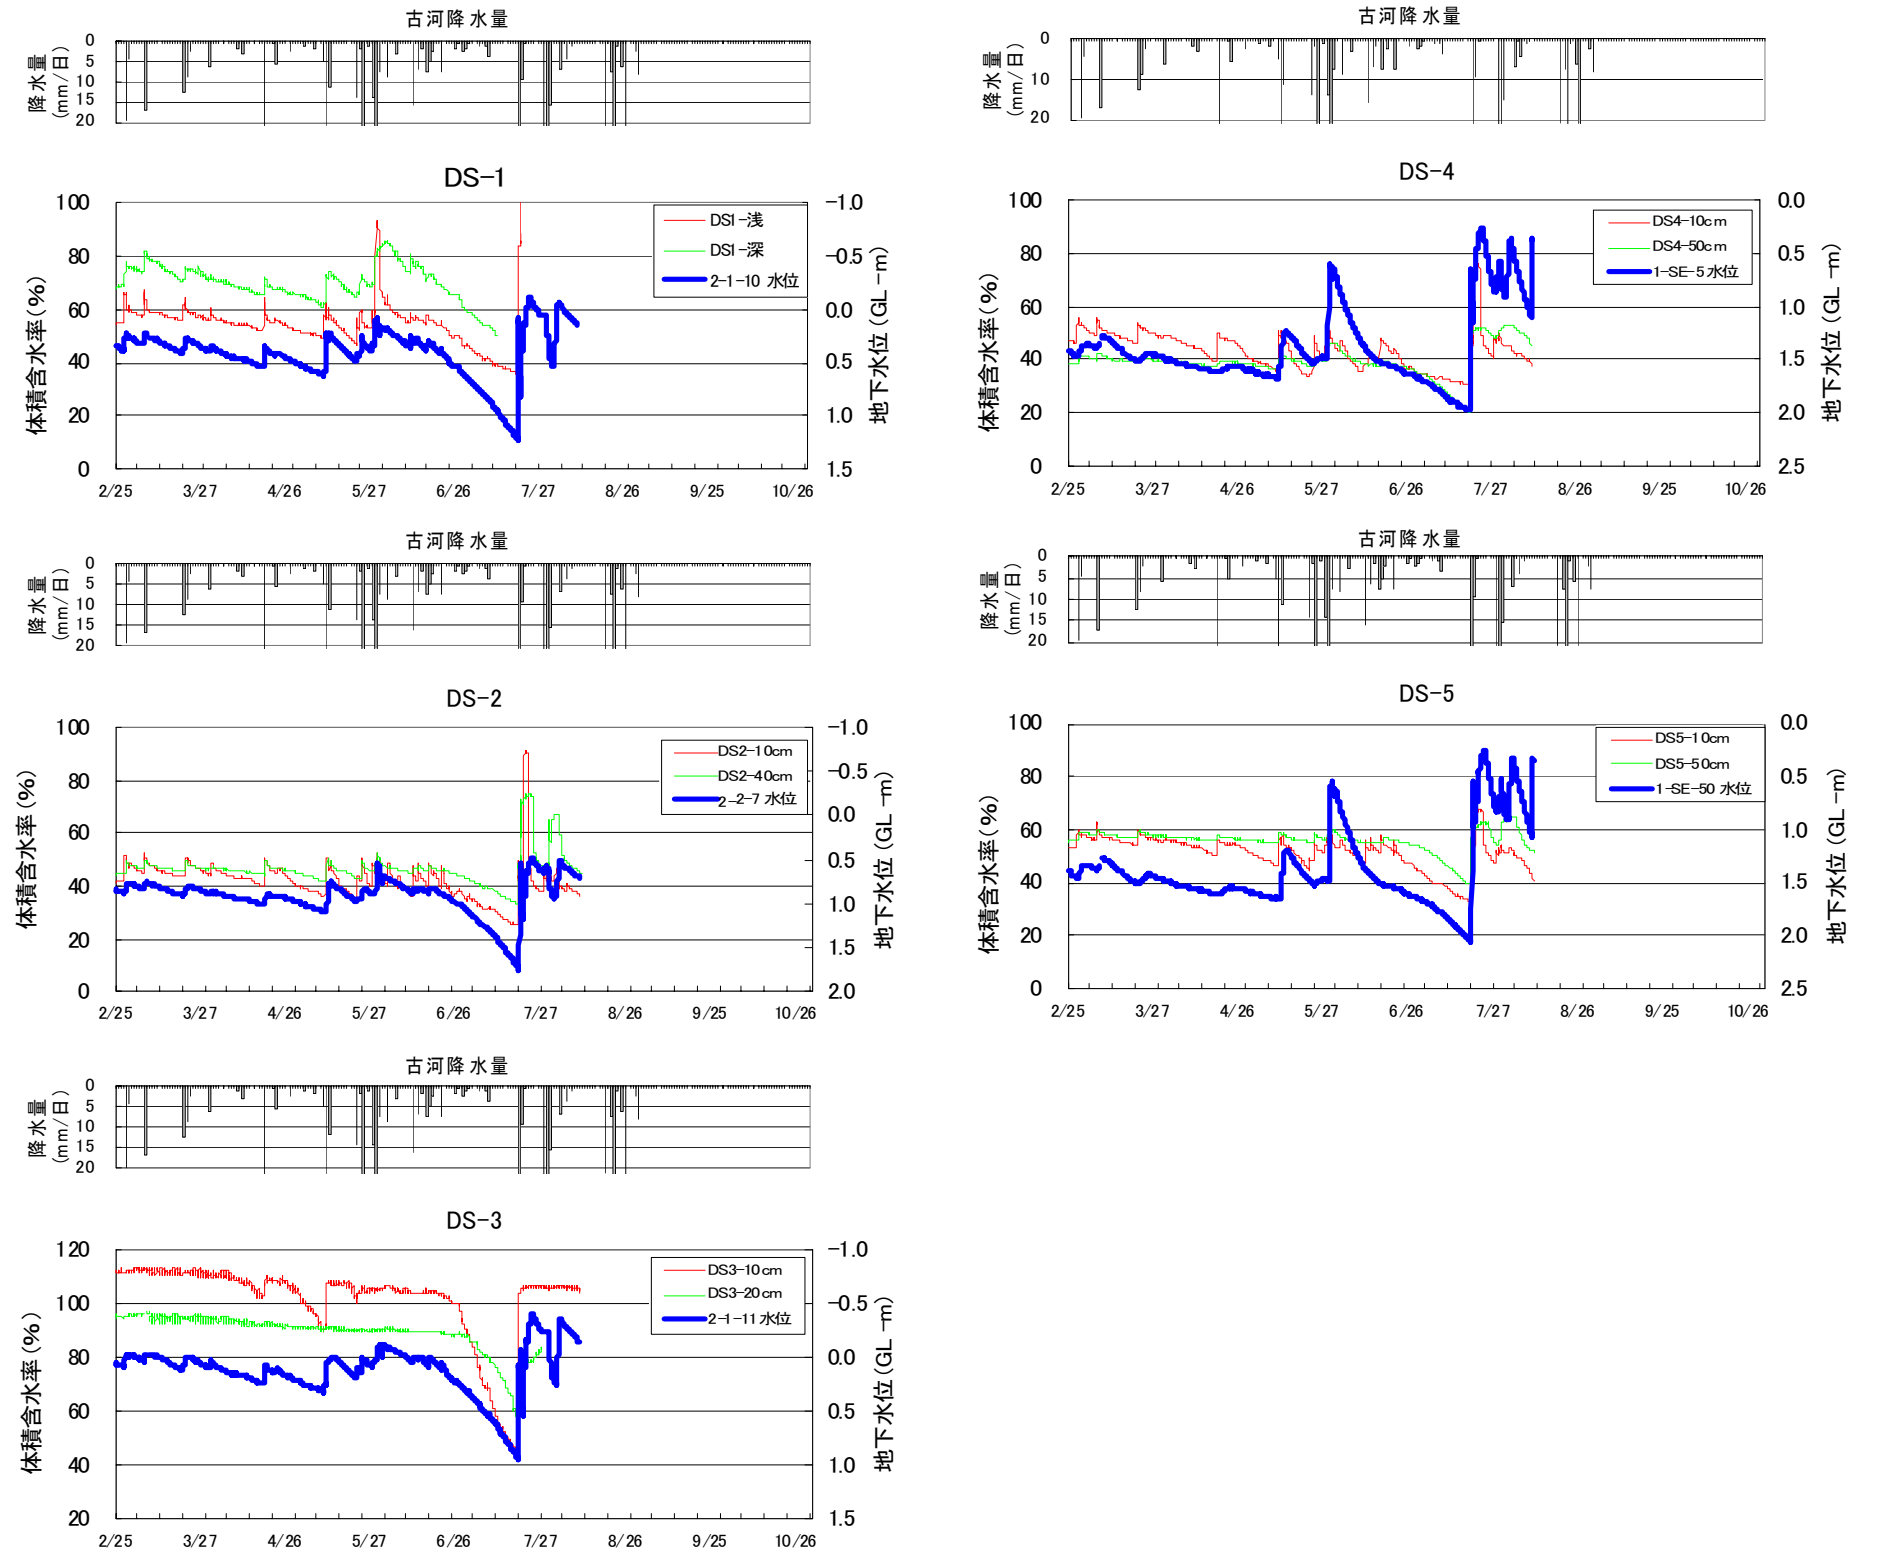 古河降水量
降水量
(mm/日)
0
5
10
15
20
DS-1
体積含水率(%)
100
80
60
40
20
0
DS1-浅
DS1-深
2-1-10 水位
-1.0
-0.5
0.0
0.5
1.0
1.5
地下水位(GL-m)
2/25 3/27 4/26 5/27 6/26 7/27 8/26 9/25 10/26
古河降水量
降水量
(mm/日)
0
5
10
15
20
DS-2
体積含水率(%)
100
80
60
40
20
0
DS2-10cm
DS2-40cm
2-2-7 水位
-1.0
-0.5
0.0
0.5
1.0
1.5
2.0
地下水位(GL-m)
2/25 3/27 4/26 5/27 6/26 7/27 8/26 9/25 10/26
古河降水量
降水量
(mm/日)
0
5
10
15
20
DS-3
体積含水率(%)
120
100
80
60
40
20
DS3-10cm
DS3-20cm
2-1-11 水位
-1.0
-0.5
0.0
0.5
1.0
1.5
地下水位(GL-m)
2/25 3/27 4/26 5/27 6/26 7/27 8/26 9/25 10/26
古河降水量
降水量
(mm/日)
0
10
20
DS-4
体積含水率(%)
100
80
60
40
20
0
DS4-10cm
DS4-50cm
1-SE-5 水位
0.0
0.5
1.0
1.5
2.0
2.5
地下水位(GL-m)
2/25 3/27 4/26 5/27 6/26 7/27 8/26 9/25 10/26
古河降水量
降水量
(mm/日)
0
5
10
15
20
DS-5
体積含水率(%)
100
80
60
40
20
0
DS5-10cm
DS5-50cm
1-SE-50 水位
0.0
0.5
1.0
1.5
2.0
2.5
地下水位(GL-m)
2/25 3/27 4/26 5/27 6/26 7/27 8/26 9/25 10/26